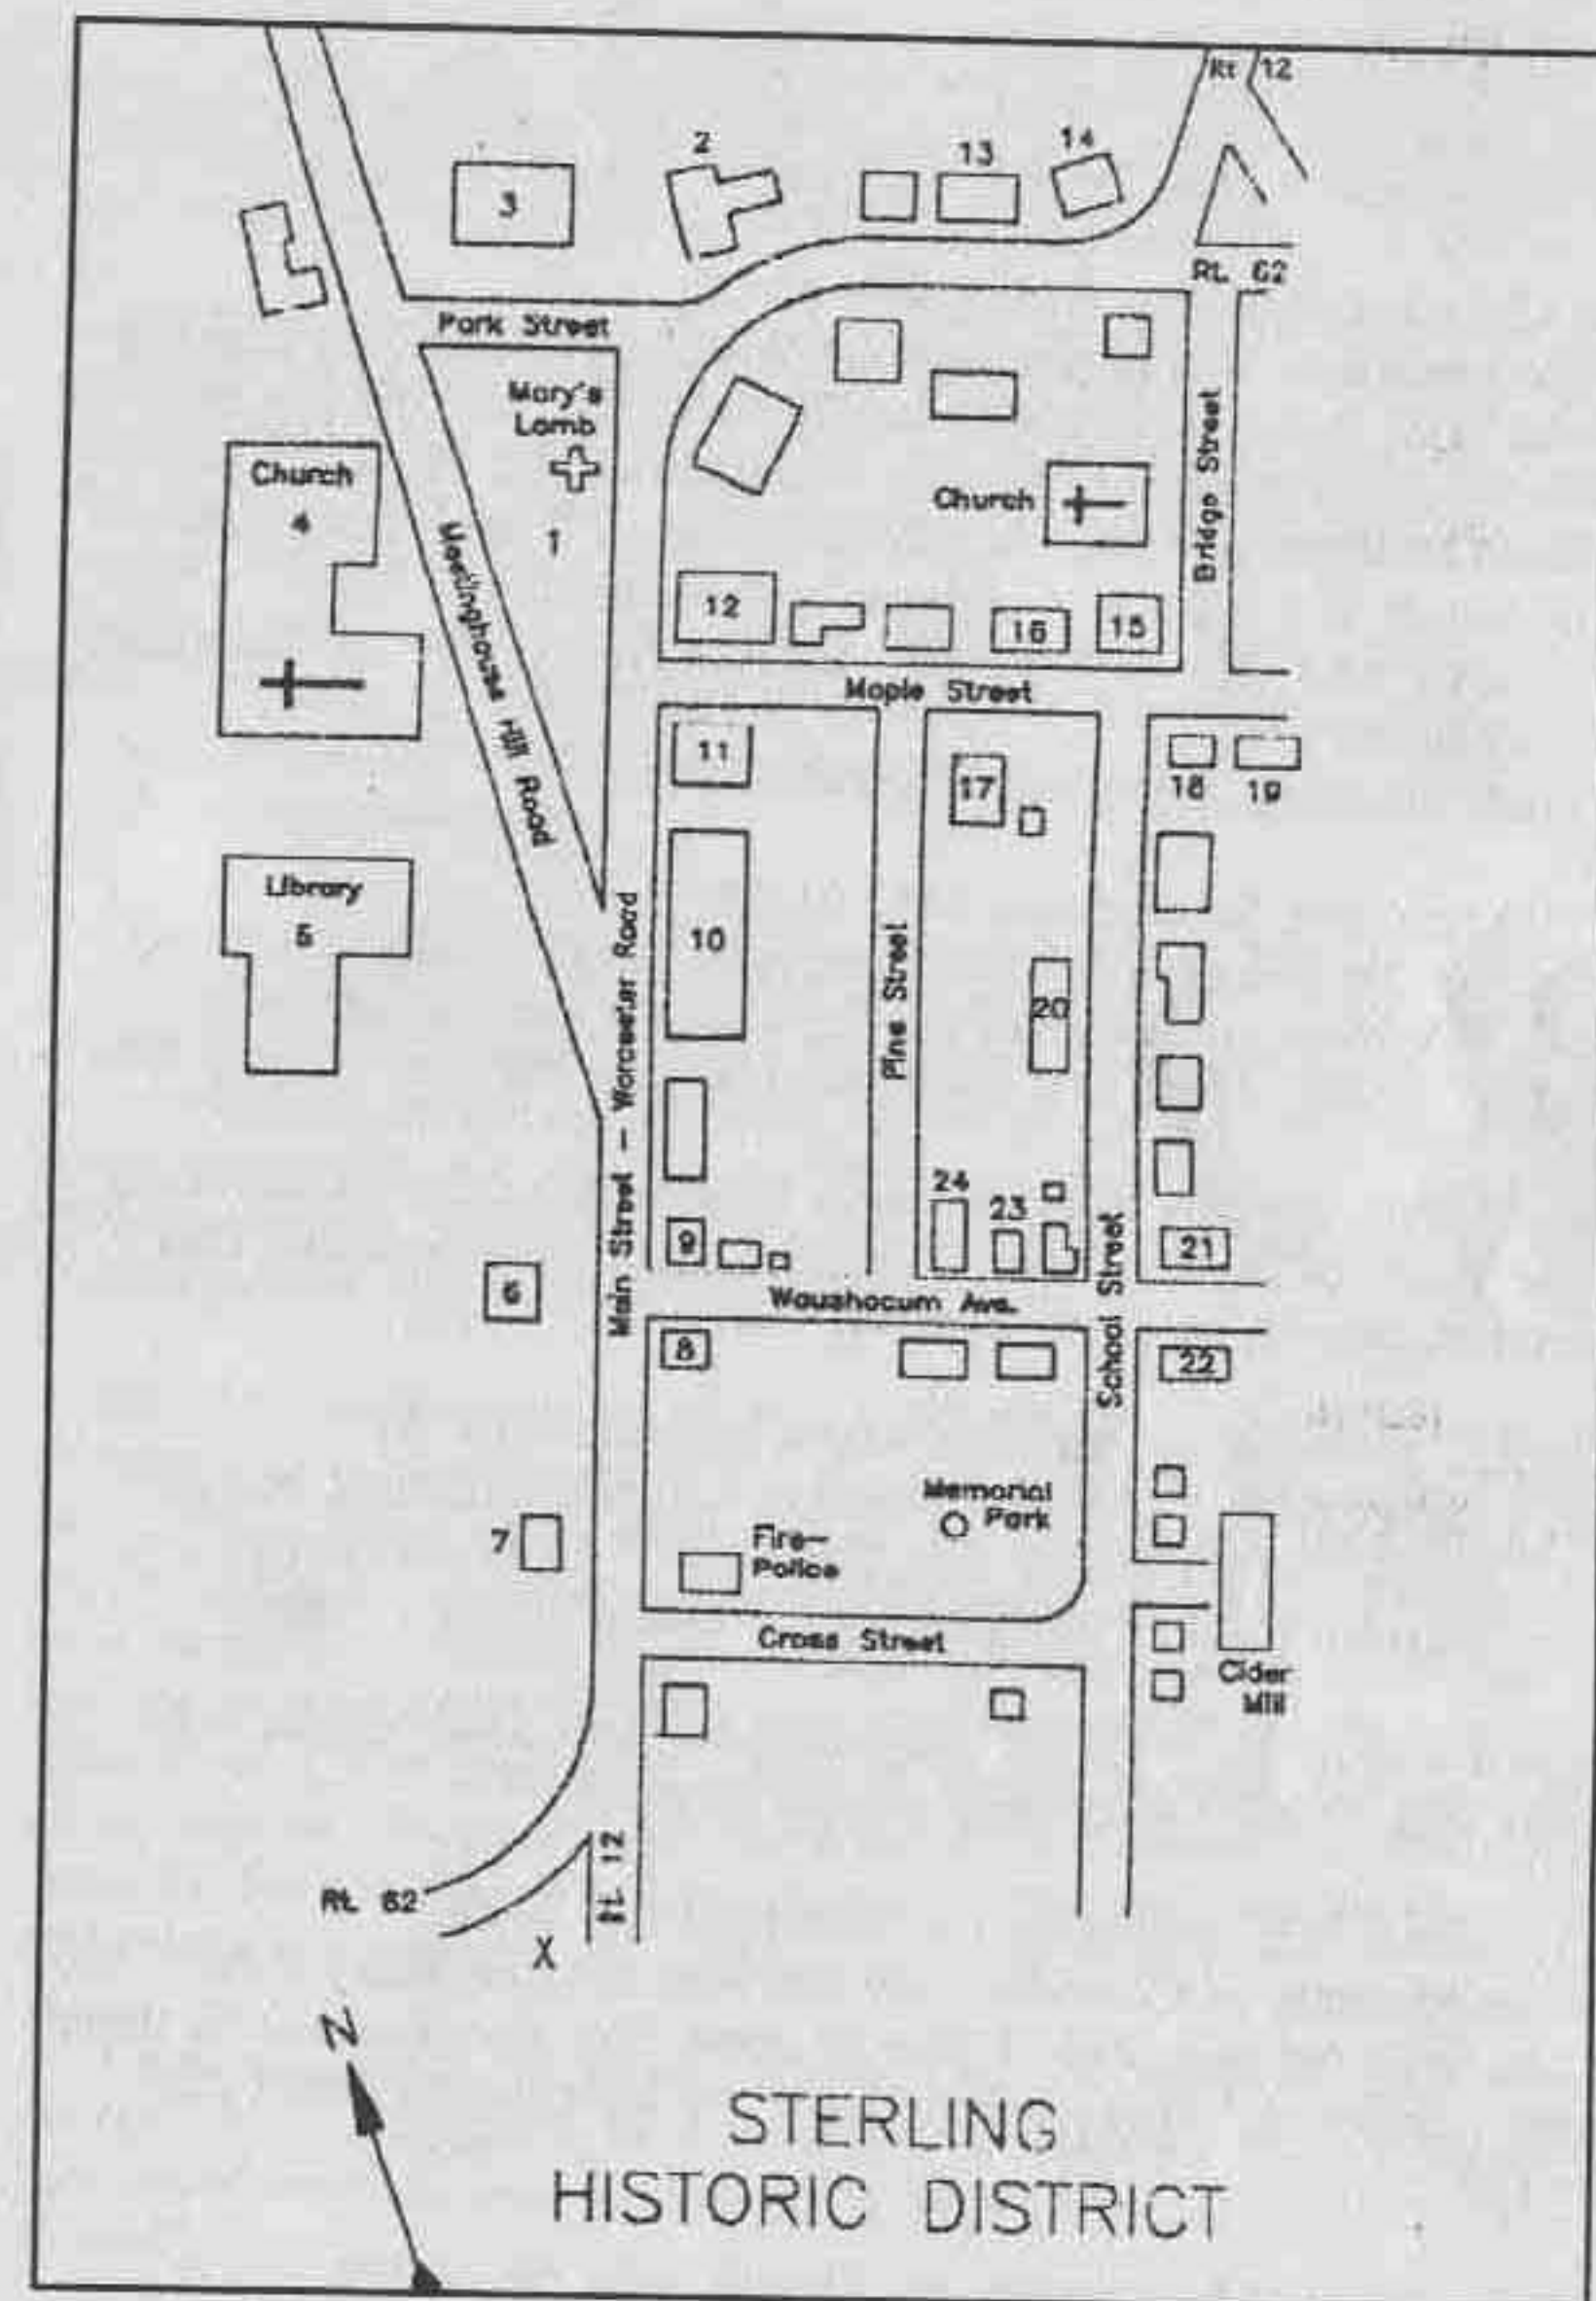 Rt 12
2
13
14
3
Rt. 62
Park Street
Mary's
Lamb
1
Church
4
Church
Bridge Street
Meetinghouse Hill Road
12
16
15
Maple Street
11
17
18
19
Library
5
10
Main Street - Worcester Road
Pine Street
20
24
23
9
21
6
Waushacum Ave.
School Street
8
22
7
Memorial
Park
Fire-
Police
Cross Street
Cider
Mill
Rt. 12
Rt. 62
X
N
STERLING
HISTORIC DISTRICT